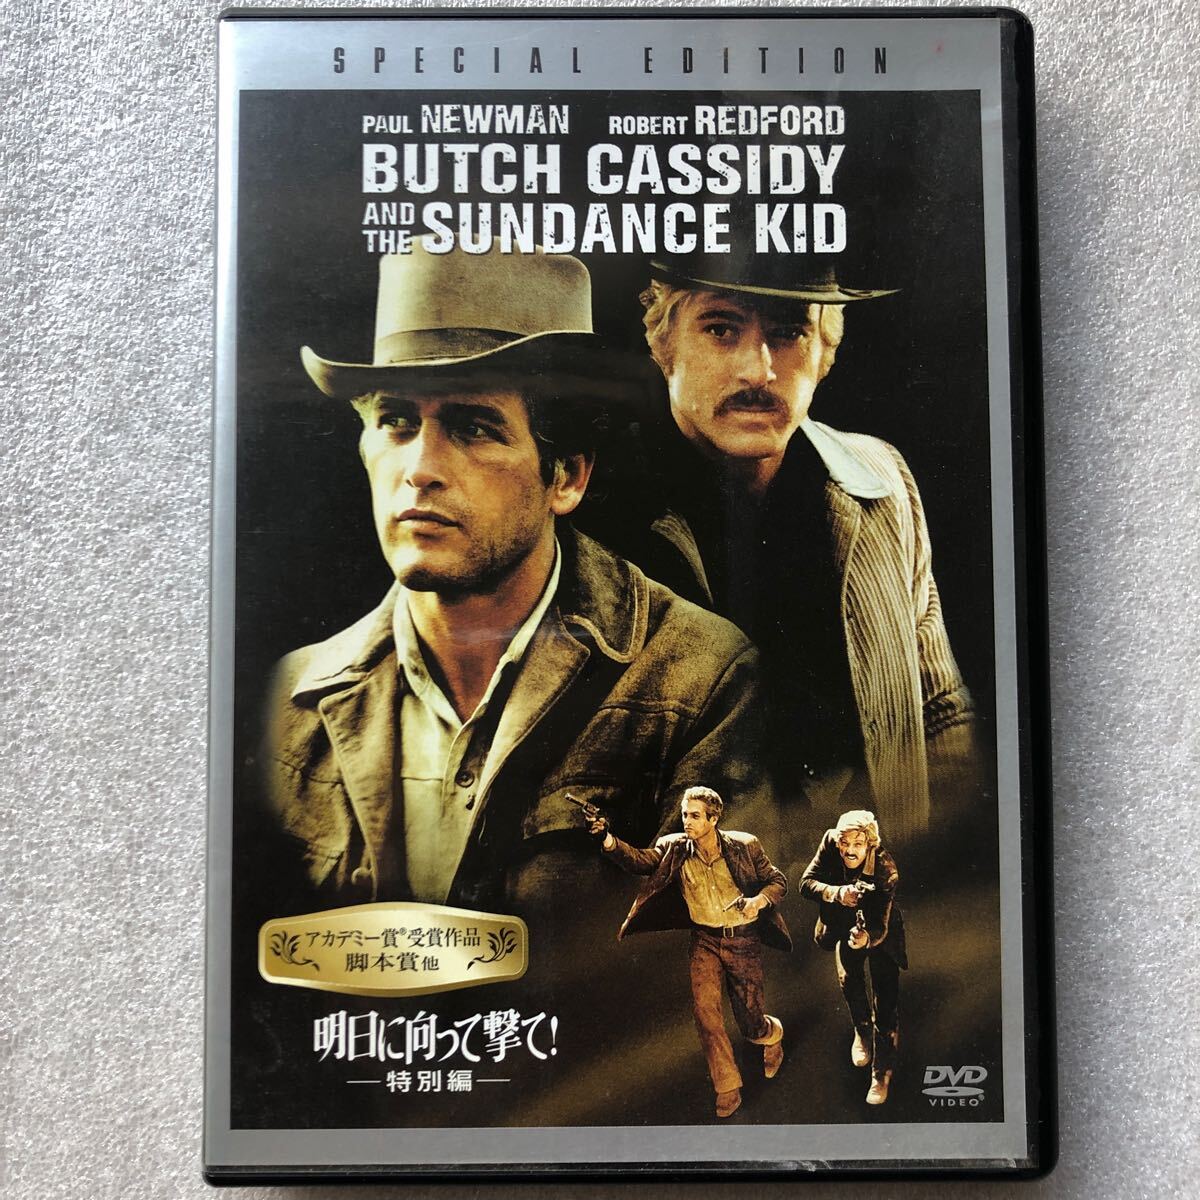 SPECIAL EDITION
PAUL NEWMAN ROBERT REDFORD
BUTCH CASSIDY
AND THE SUNDANCE KID
アカデミー賞®受賞作品
脚本賞他
明日に向って撃て!
―特別編―
DVD
VIDEO®